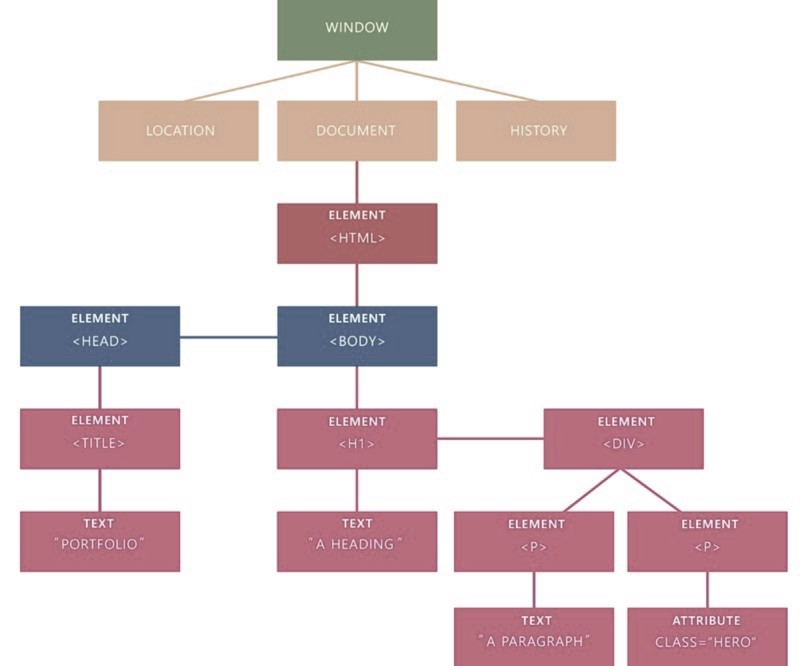 WINDOW
LOCATION
DOCUMENT
HISTORY
ELEMENT
<HTML>
ELEMENT
<HEAD>
ELEMENT
<BODY>
ELEMENT
<TITLE>
ELEMENT
<H1>
ELEMENT
<DIV>
TEXT
"PORTFOLIO"
TEXT
"A HEADING "
ELEMENT
<P>
ELEMENT
<P>
TEXT
"A PARAGRAPH"
ATTRIBUTE
CLASS="HERO"